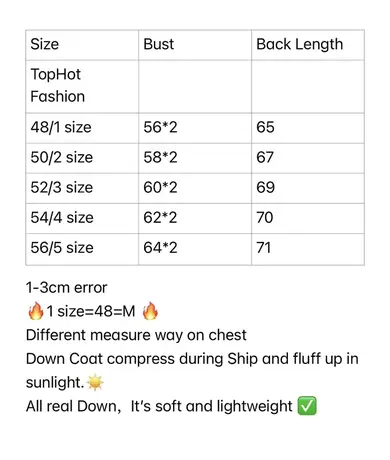 Size Bust Back Length
TopHot
Fashion
48/1 size 56*2 65
50/2 size 58*2 67
52/3 size 60*2 69
54/4 size 62*2 70
56/5 size 64*2 71
1-3cm error
🔥1 size=48=M 🔥
Different measure way on chest
Down Coat compress during Ship and fluff up in
sunlight.☀️
All real Down，It's soft and lightweight ✅